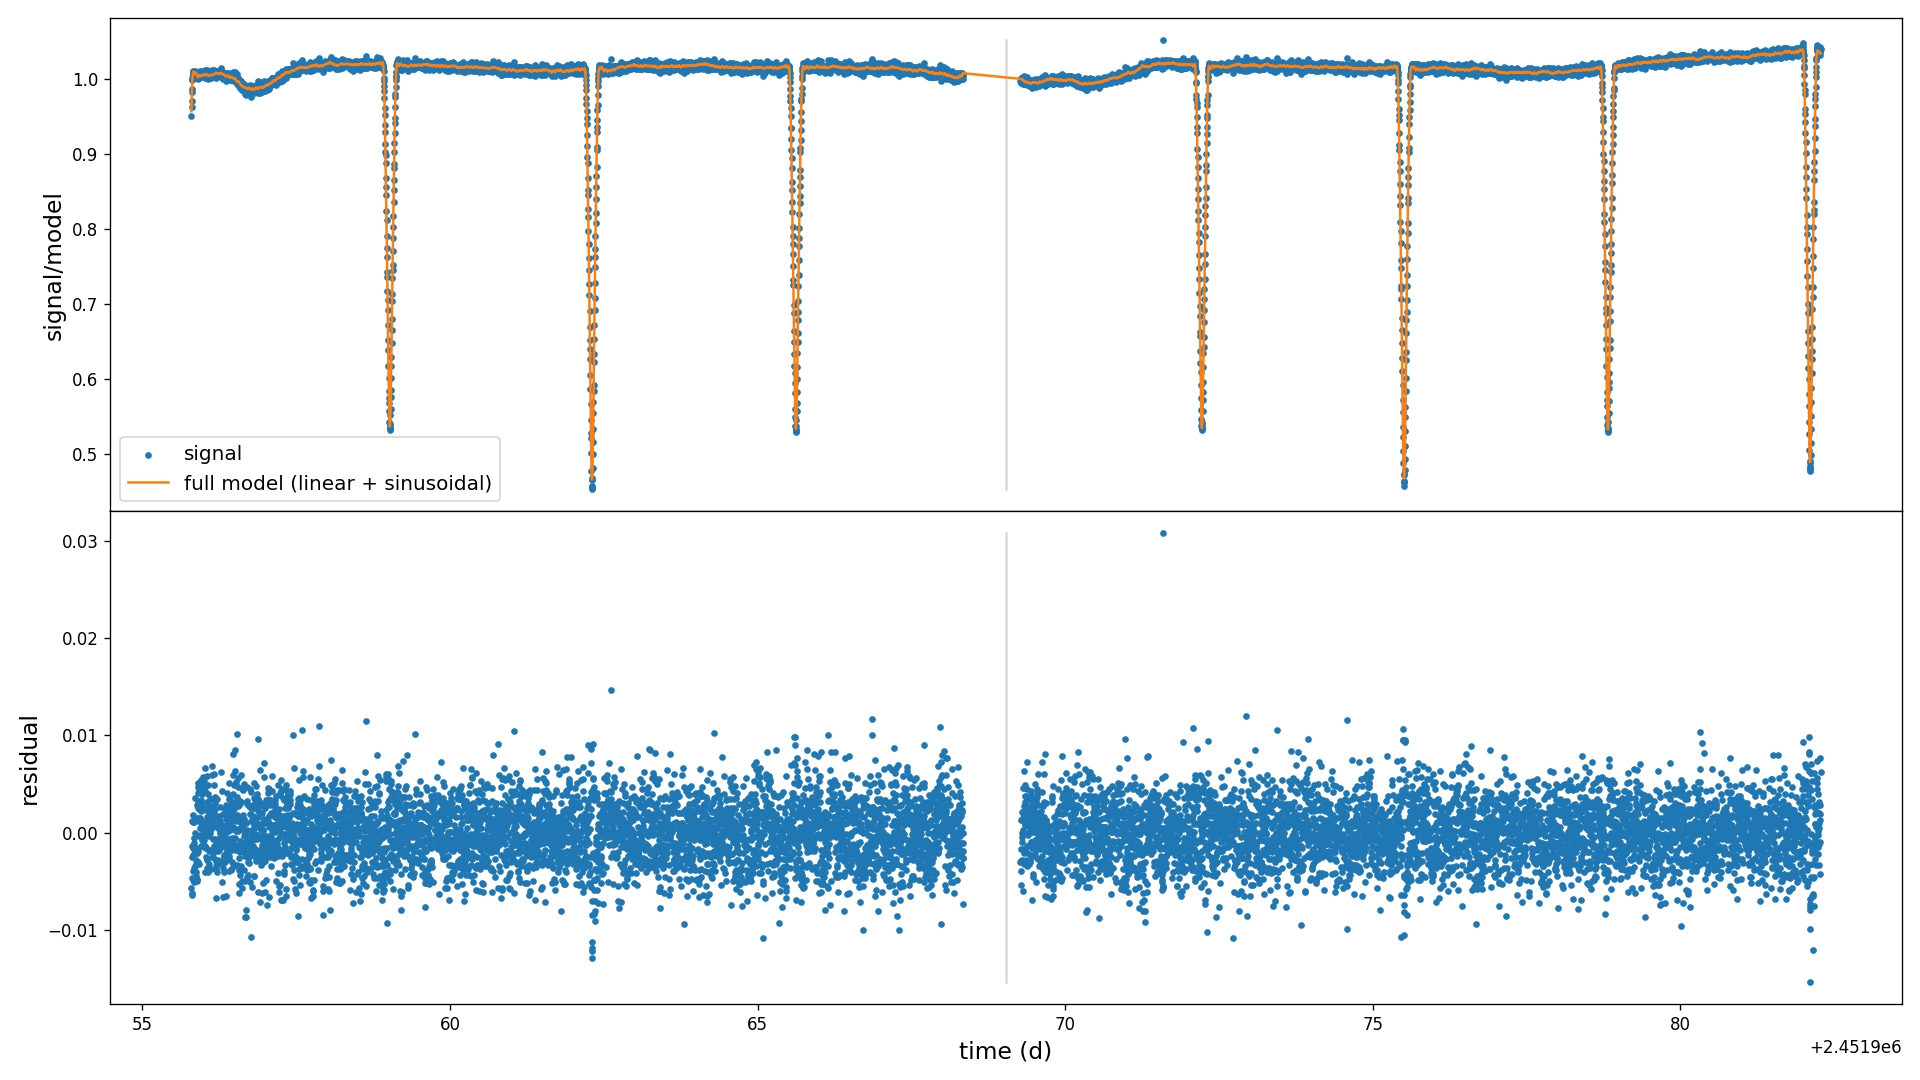 signal/model
1.0
0.9
0.8
0.7
0.6
0.5
signal
full model (linear + sinusoidal)
residual
0.03
0.02
0.01
0.00
−0.01
55
60
65
70
75
80
time (d)
+2.4519e6